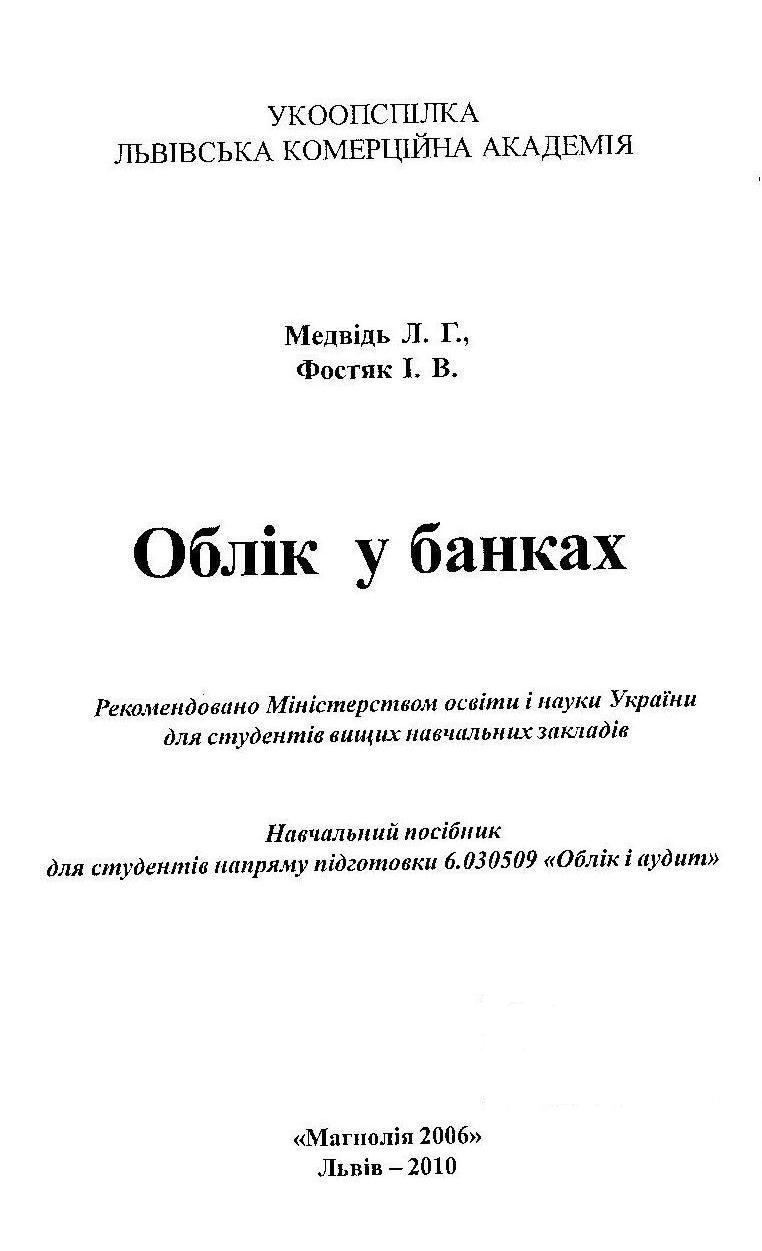 УКООПСПІЛКА
ЛЬВІВСЬКА КОМЕРЦІЙНА АКАДЕМІЯ
Медвідь Л. Г.,
Фостяк І. В.
Облік у банках
Рекомендовано Міністерством освіти і науки України
для студентів вищих навчальних закладів
Навчальний посібник
для студентів напряму підготовки 6.030509 «Облік і аудит»
«Магнолія 2006»
Львів – 2010